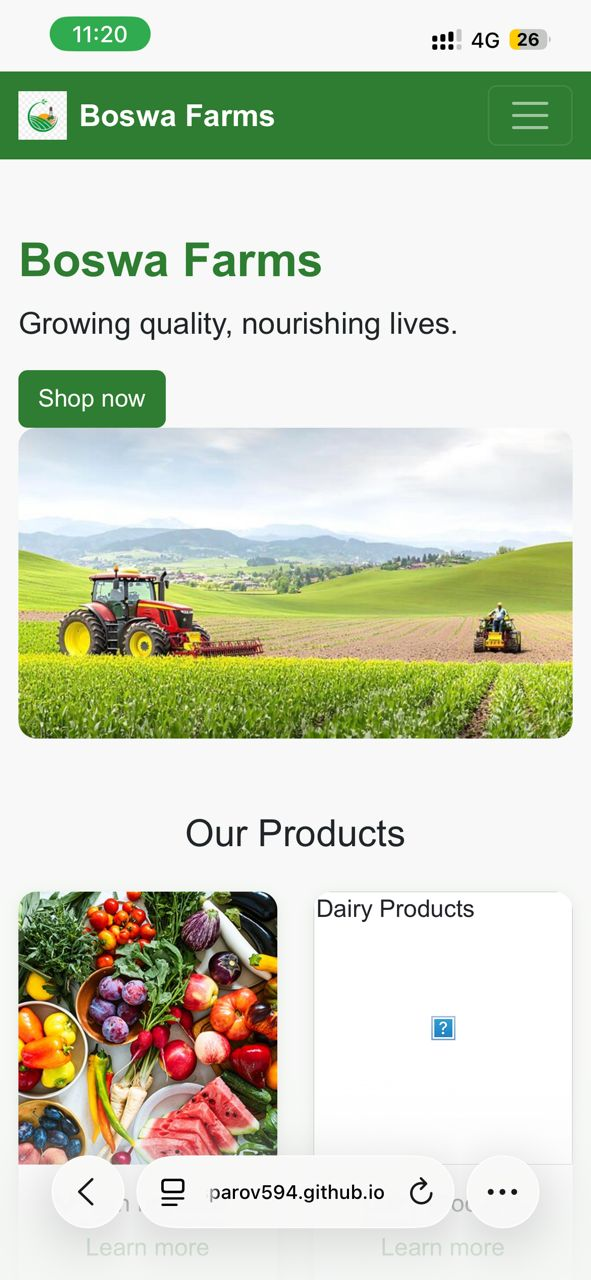 11:20
4G 26
Boswa Farms
Boswa Farms
Growing quality, nourishing lives.
Shop now
Our Products
Dairy Products
?
parov594.github.io
Learn more
Learn more